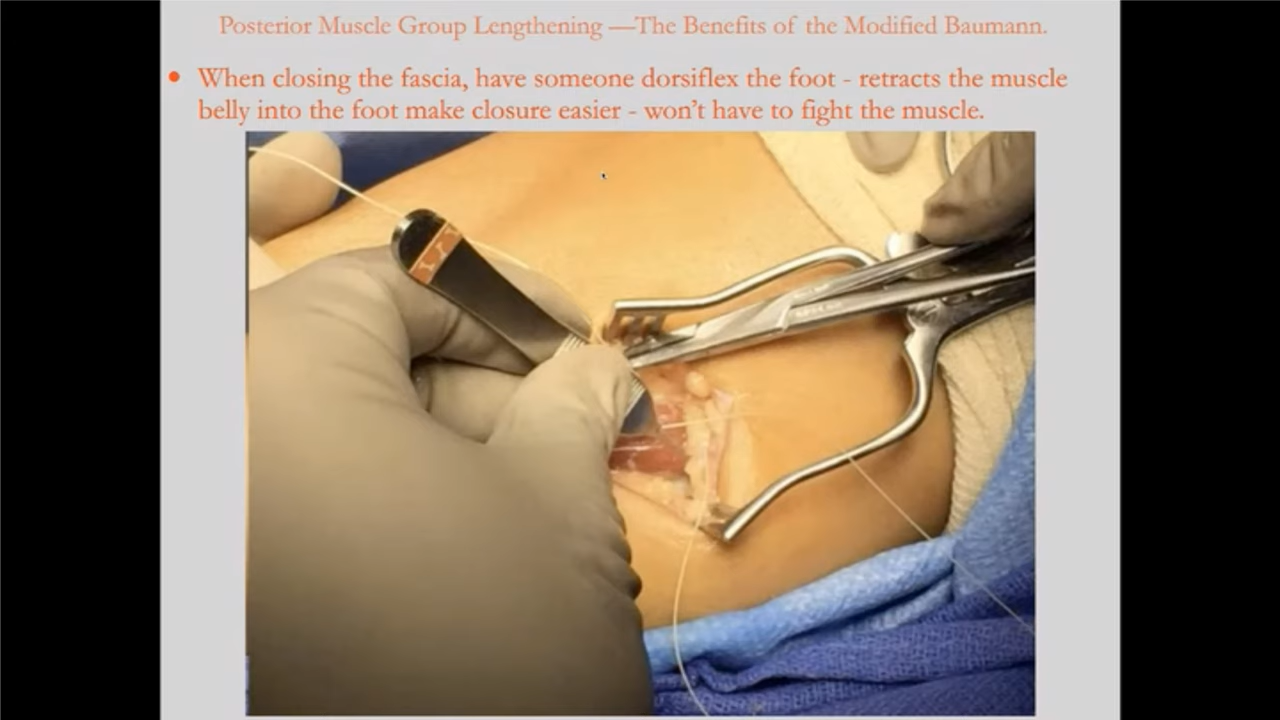 Posterior Muscle Group Lengthening —The Benefits of the Modified Baumann.
• When closing the fascia, have someone dorsiflex the foot - retracts the muscle
belly into the foot make closure easier - won't have to fight the muscle.